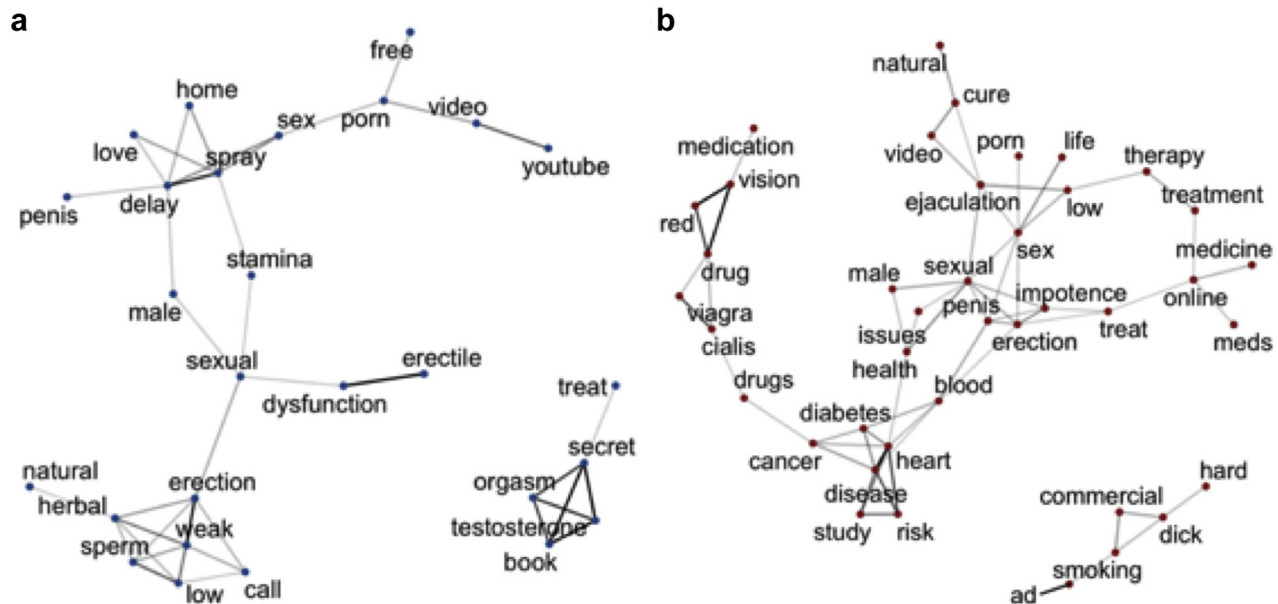 a
free
home
sex
porn
video
love
spray
youtube
penis
delay
stamina
male
sexual
erectile
dysfunction
treat
secret
natural
erection
orgasm
herbal
weak
testosterone
sperm
book
low
call
b
natural
cure
medication
video
porn
life
therapy
vision
ejaculation
low
treatment
red
sex
medicine
drug
male
sexual
penis
impotence
online
viagra
issues
erection
treat
meds
cialis
health
drugs
blood
diabetes
cancer
heart
disease
study
risk
commercial
hard
dick
smoking
ad